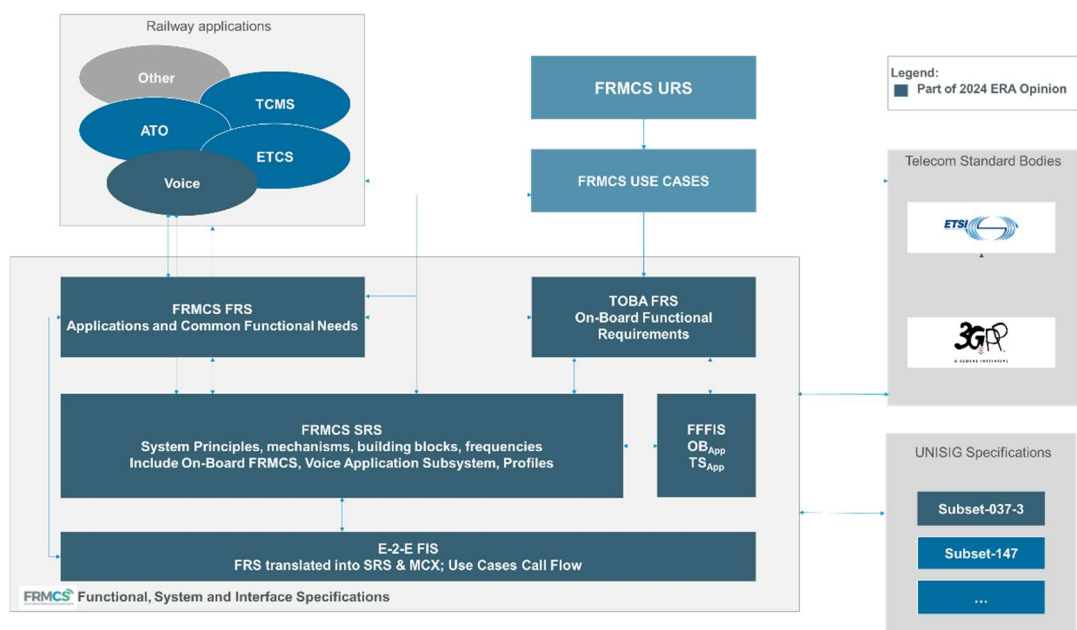 Railway applications
Other
TCMS
ATO
ETCS
Voice
FRMCS URS
FRMCS USE CASES
Legend:
Part of 2024 ERA Opinion
Telecom Standard Bodies
ETSI
3GPP
A GLOBAL INITIATIVE
FRMCS FRS
Applications and Common Functional Needs
TOBA FRS
On-Board Functional
Requirements
FRMCS SRS
System Principles, mechanisms, building blocks, frequencies
Include On-Board FRMCS, Voice Application Subsystem, Profiles
FFFIS
OBApp
TSApp
E-2-E FIS
FRS translated into SRS & MCX; Use Cases Call Flow
FRMCS Functional, System and Interface Specifications
UNISIG Specifications
Subset-037-3
Subset-147
...